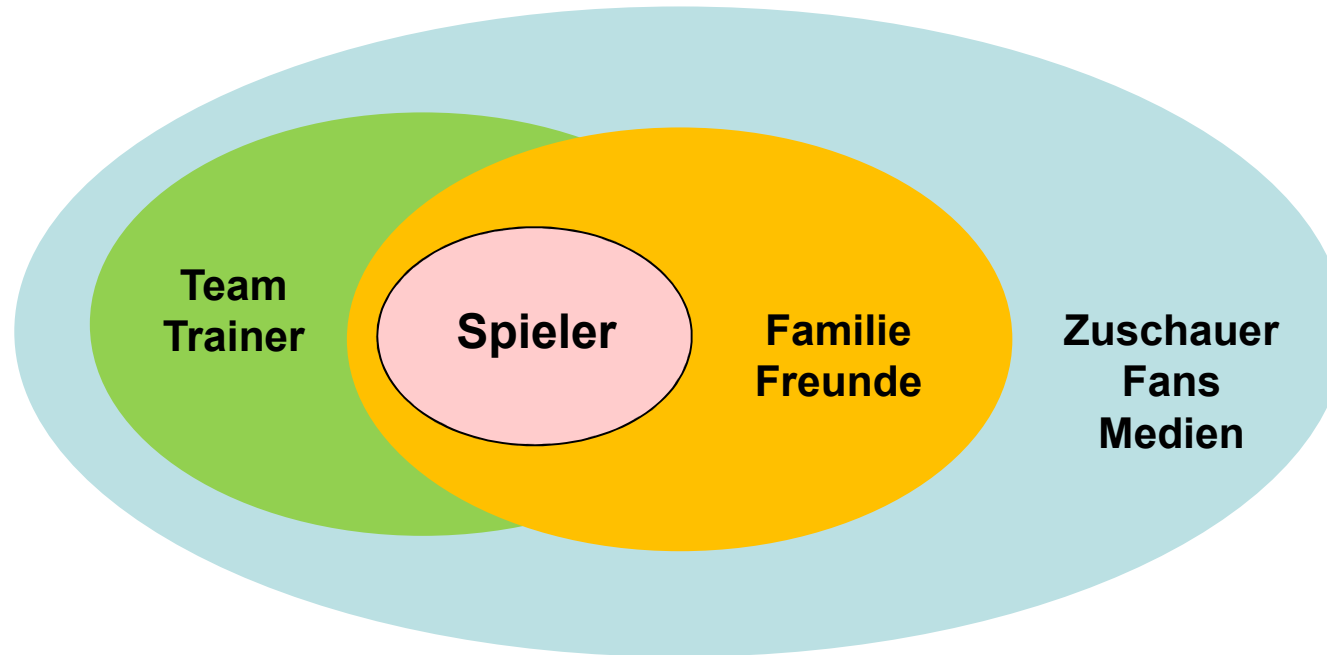 Team
Trainer
Spieler
Familie
Freunde
Zuschauer
Fans
Medien